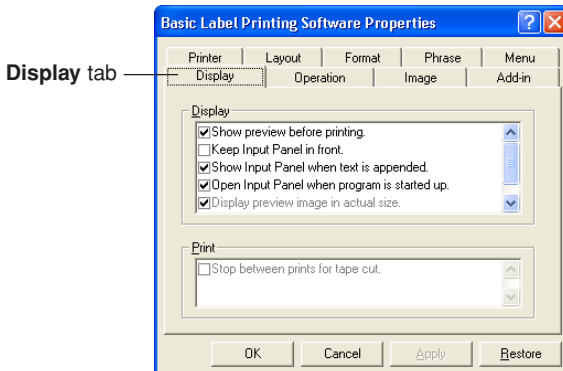 Basic Label Printing Software Properties
Printer Layout Format Phrase Menu
Display tab
Display Operation Image Add-in
Display
Show preview before printing.
Keep Input Panel in front.
Show Input Panel when text is appended.
Open Input Panel when program is started up.
Display preview image in actual size.
Print
Stop between prints for tape cut.
OK Cancel Apply Restore